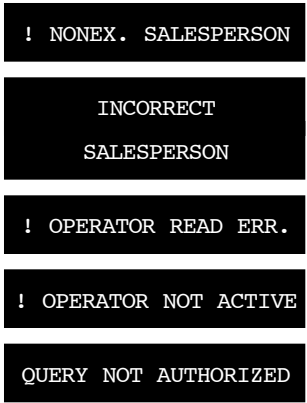 ! NONEX. SALESPERSON
INCORRECT
SALESPERSON
! OPERATOR READ ERR.
! OPERATOR NOT ACTIVE
QUERY NOT AUTHORIZED